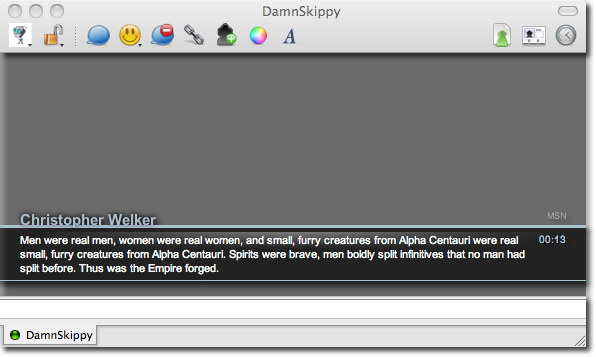 DamnSkippy
A
Christopher Welker
MSN
Men were real men, women were real women, and small, furry creatures from Alpha Centauri were real
00:13
small, furry creatures from Alpha Centauri. Spirits were brave, men boldly split infinitives that no man had
split before. Thus was the Empire forged.
DamnSkippy